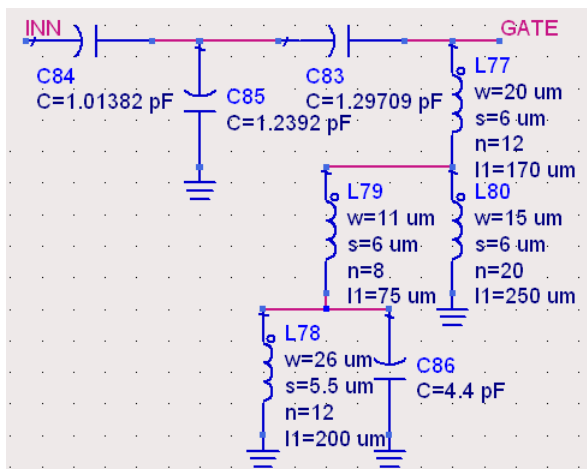 INN
GATE
C84
C=1.01382 pF
C85
C=1.2392 pF
C83
C=1.29709 pF
L77
w=20 um
s=6 um
n=12
l1=170 um
L79
w=11 um
s=6 um
n=8
l1=75 um
L80
w=15 um
s=6 um
n=20
l1=250 um
L78
w=26 um
s=5.5 um
n=12
l1=200 um
C86
C=4.4 pF